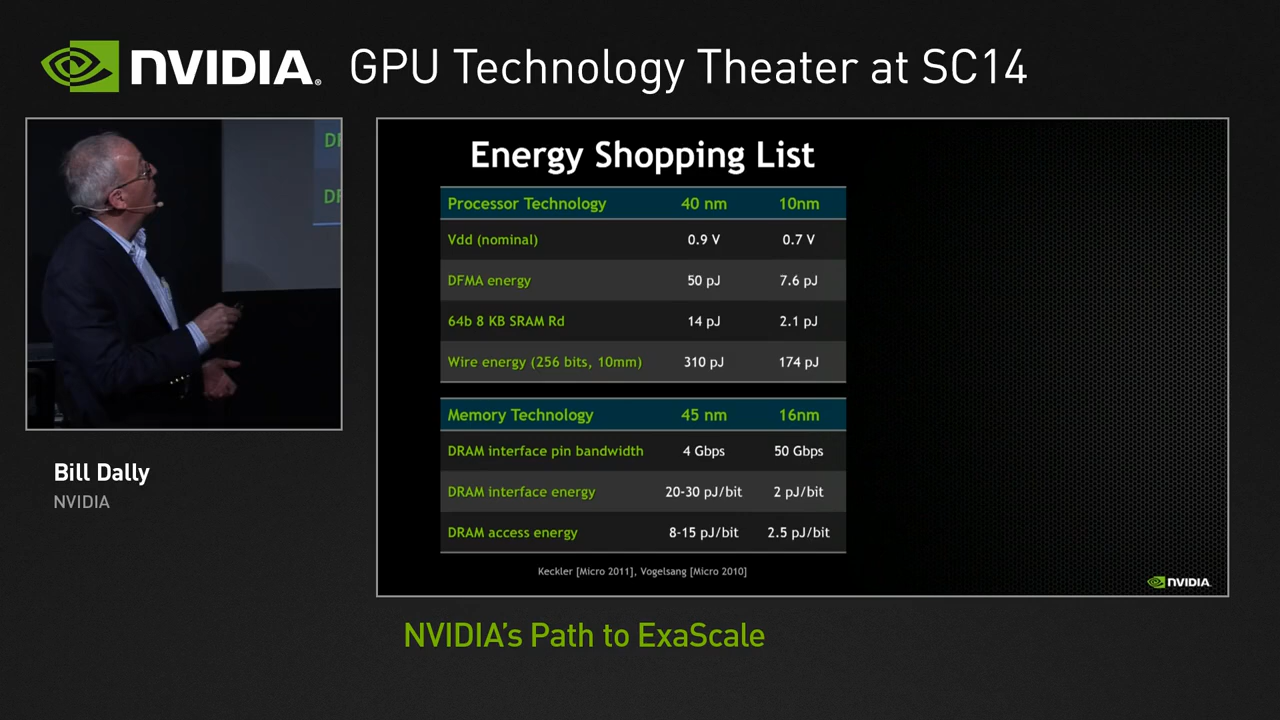 NVIDIA. GPU Technology Theater at SC14
DF
DF
Bill Dally
NVIDIA
Energy Shopping List
Processor Technology 40 nm 10nm
Vdd (nominal) 0.9 V 0.7 V
DFMA energy 50 pJ 7.6 pJ
64b 8 KB SRAM Rd 14 pJ 2.1 pJ
Wire energy (256 bits, 10mm) 310 pJ 174 pJ
Memory Technology 45 nm 16nm
DRAM interface pin bandwidth 4 Gbps 50 Gbps
DRAM interface energy 20-30 pJ/bit 2 pJ/bit
DRAM access energy 8-15 pJ/bit 2.5 pJ/bit
Keckler [Micro 2011], Vogelsang [Micro 2010]
NVIDIA.
NVIDIA's Path to ExaScale